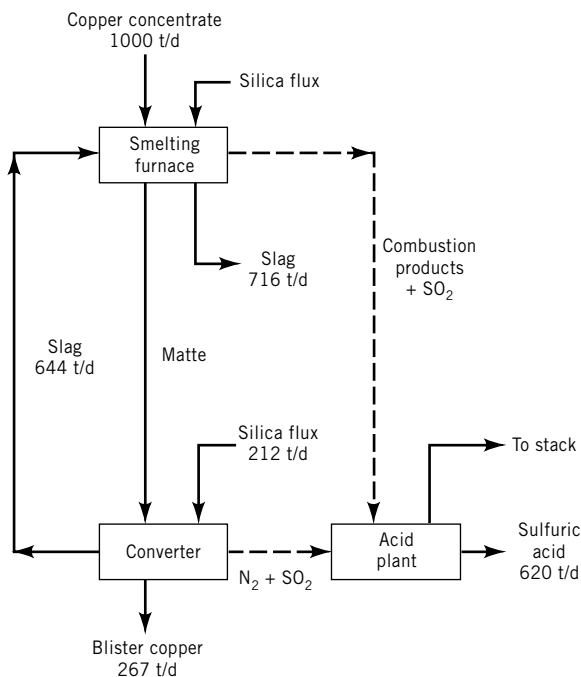 Copper concentrate
1000 t/d
Silica flux
Smelting
furnace
Slag
716 t/d
Combustion
products
+ SO₂
Slag
644 t/d
Matte
Silica flux
212 t/d
To stack
Converter
N₂ + SO₂
Acid
plant
Sulfuric
acid
620 t/d
Blister copper
267 t/d